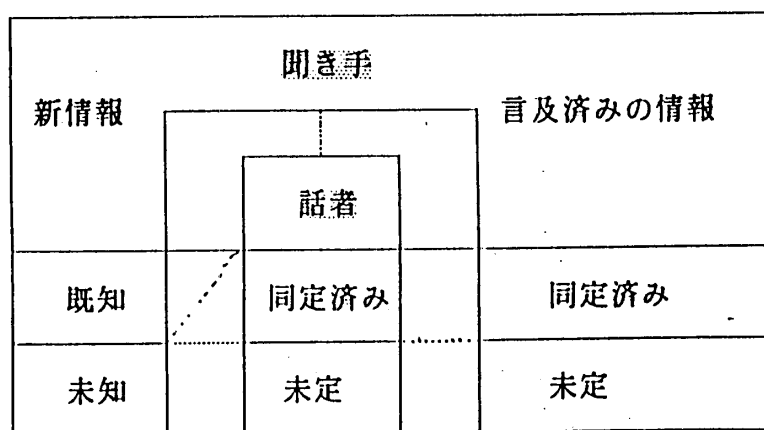 聞き手
新情報
言及済みの情報
話者
既知 同定済み 同定済み
未知 未定 未定